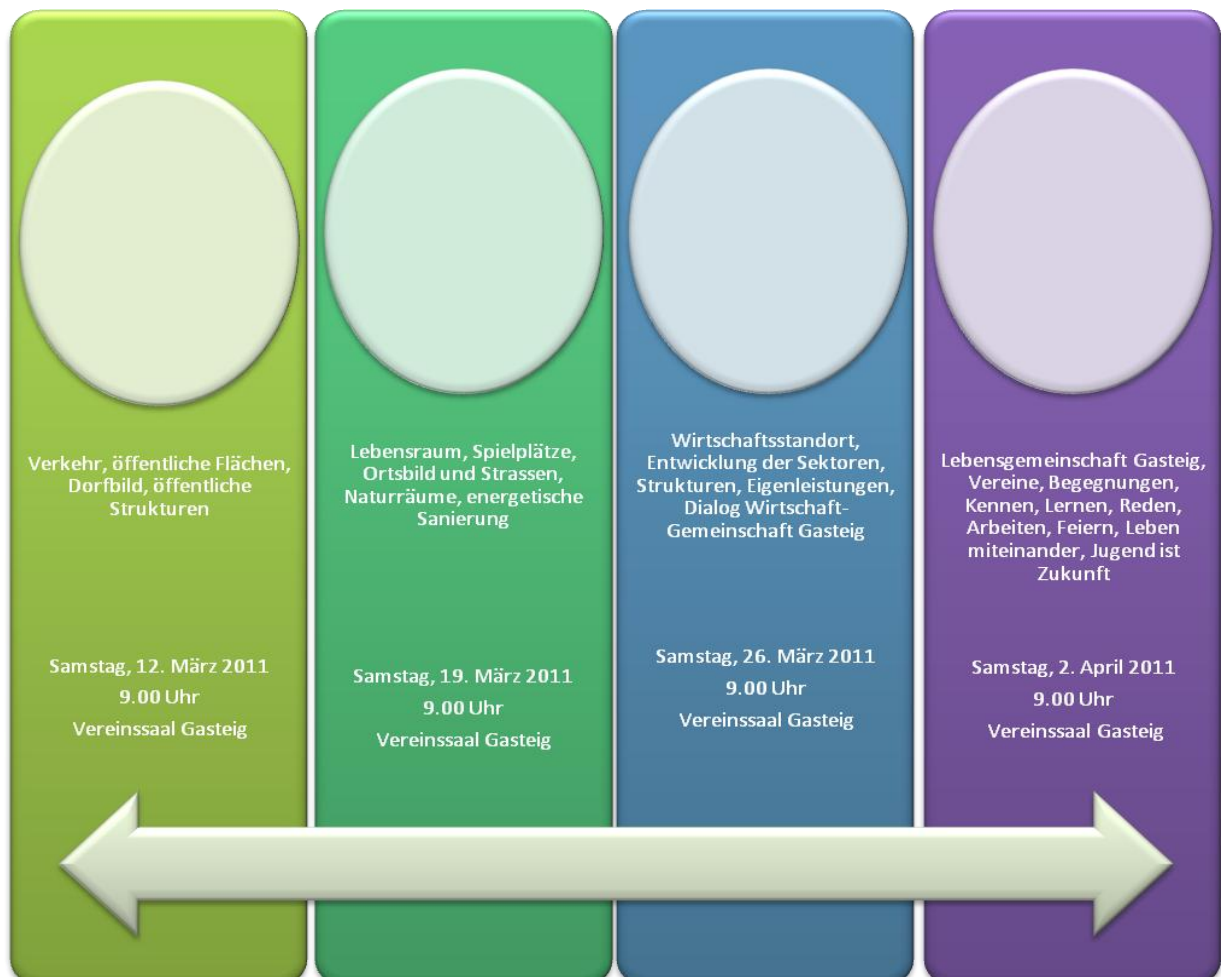 Verkehr, öffentliche Flächen,
Dorfbild, öffentliche
Strukturen
Samstag, 12. März 2011
9.00 Uhr
Vereinssaal Gasteig
Lebensraum, Spielplätze,
Ortsbild und Strassen,
Naturräume, energetische
Sanierung
Samstag, 19. März 2011
9.00 Uhr
Vereinssaal Gasteig
Wirtschaftsstandort,
Entwicklung der Sektoren,
Strukturen, Eigenleistungen,
Dialog Wirtschaft-
Gemeinschaft Gasteig
Samstag, 26. März 2011
9.00 Uhr
Vereinssaal Gasteig
Lebensgemeinschaft Gasteig,
Vereine, Begegnungen,
Kennen, Lernen, Reden,
Arbeiten, Feiern, Leben
miteinander, Jugend ist
Zukunft
Samstag, 2. April 2011
9.00 Uhr
Vereinssaal Gasteig